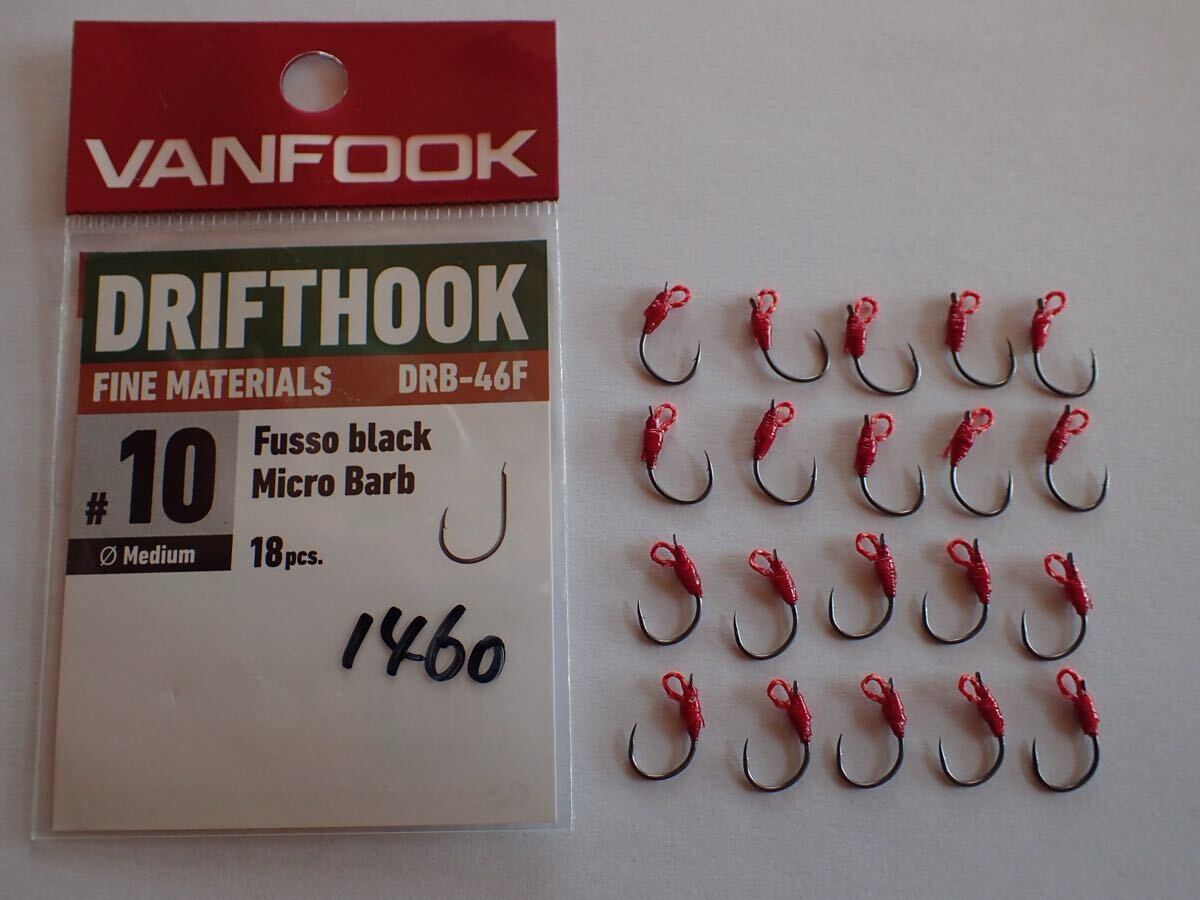 VANFOOK
DRIFTHOOK
FINE MATERIALS DRB-46F
#10
Fusso black
Micro Barb
Ø Medium
18pcs.
1460